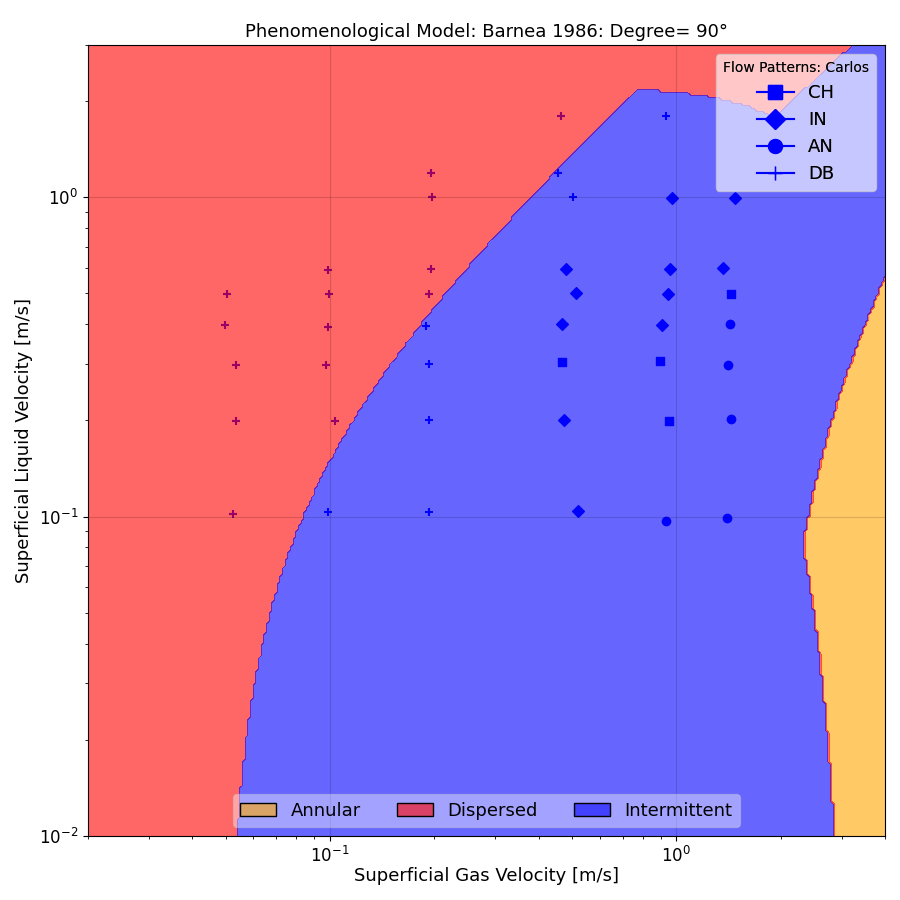 Phenomenological Model: Barnea 1986: Degree= 90°
Flow Patterns: Carlos
CH
IN
AN
DB
10⁰
10⁻¹
10⁻²
Superficial Liquid Velocity [m/s]
Annular Dispersed Intermittent
10⁻¹ 10⁰
Superficial Gas Velocity [m/s]